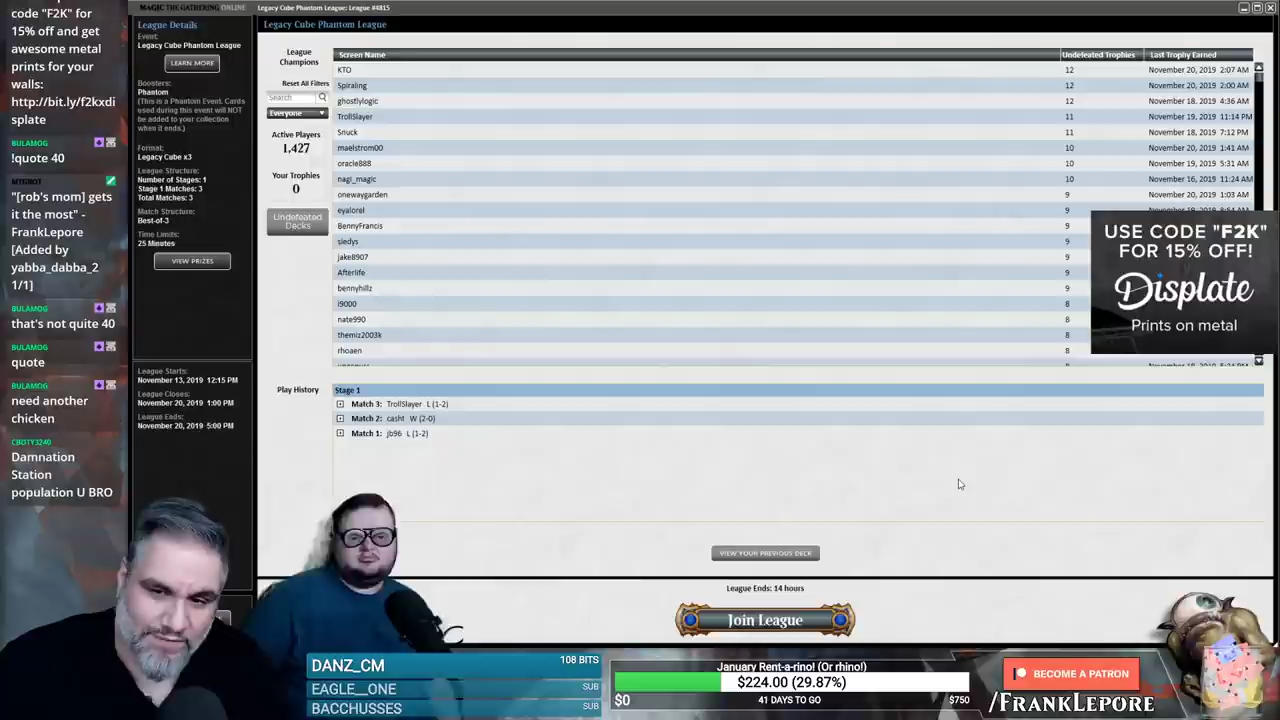 code "F2K"
15% off and get
awesome metal
prints for your
walls:
http://bit.ly/f2kxdi
splate
BULAMOG
!quote 40
MTGBOT
"[rob's mom] gets
it the most" -
FrankLepore
[Added by
yabba_dabba_2
1/1]
BULAMOG
that's not quite 40
BULAMOG
quote
BULAMOG
need another
chicken
CBOTY3240
Damnation
Station
population U BRO
MAGIC THE GATHERING ONLINE
Legacy Cube Phantom League: League #4815
League Details
Event:
Legacy Cube Phantom League
LEARN MORE
Boosters:
Phantom
(This is a Phantom Event. Cards
used during this event will NOT
be added to your collection
when it ends.)
Format:
Legacy Cube x3
League Structure:
Number of Stages: 1
Stage 1 Matches: 3
Total Matches: 3
Match Structure:
Best-of-3
Time Limits:
25 Minutes
VIEW PRIZES
League Starts:
November 13, 2019 12:15 PM
League Closes:
November 20, 2019 1:00 PM
League Ends:
November 20, 2019 5:00 PM
Legacy Cube Phantom League
League
Champions
Reset All Filters
Search
Everyone
Active Players
1,427
Your Trophies
0
Undefeated
Decks
Screen Name Undefeated Trophies Last Trophy Earned
KTO 12 November 20, 2019 2:07 AM
Spiraling 12 November 20, 2019 2:00 AM
ghostlylogic 12 November 18, 2019 4:36 AM
TrollSlayer 11 November 19, 2019 11:14 PM
Snuck 11 November 18, 2019 7:12 PM
maelstrom00 10 November 20, 2019 1:41 AM
oracle888 10 November 19, 2019 5:31 AM
nagi_magic 10 November 16, 2019 11:24 AM
onewaygarden 9 November 20, 2019 1:03 AM
eyalorel 9
BennyFrancis 9
siedys 9
jake8907 9
Afterlife 9
bennyhillz 9
i9000 8
nate990 8
themiz2003k 8
rhoaen 8
USE CODE "F2K"
FOR 15% OFF!
Displate
Prints on metal
Play History
Stage 1
Match 3: TrollSlayer L (1-2)
Match 2: casht W (2-0)
Match 1: jb96 L (1-2)
VIEW YOUR PREVIOUS DECK
League Ends: 14 hours
Join League
DANZ_CM 108 BITS
EAGLE__ONE SUB
BACCHUSSES SUB
January Rent-a-rino! (Or rhino!)
$224.00 (29.87%)
$0 41 DAYS TO GO $750
BECOME A PATRON
/FrankLepore